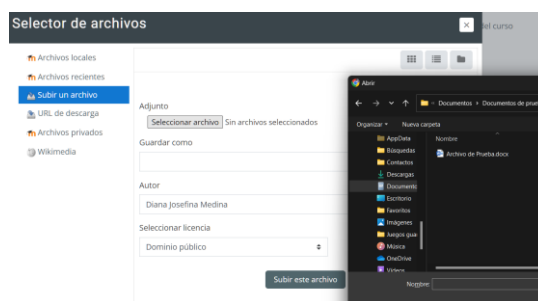 Selector de archivos
del curso
Archivos locales
Archivos recientes
Subir un archivo
URL de descarga
Archivos privados
Wikimedia
Adjunto
Seleccionar archivo Sin archivos seleccionados
Guardar como
Autor
Diana Josefina Medina
Seleccionar licencia
Dominio público
Subir este archivo
Abrir
Documentos > Documentos de prue
Organizar Nueva carpeta
AppData
Búsquedas
Contactos
Descargas
Documento
Escritorio
Favoritos
Imágenes
Juegos gua
Música
OneDrive
Videos
Nombre
Archivo de Prueba.docx
Nombre: